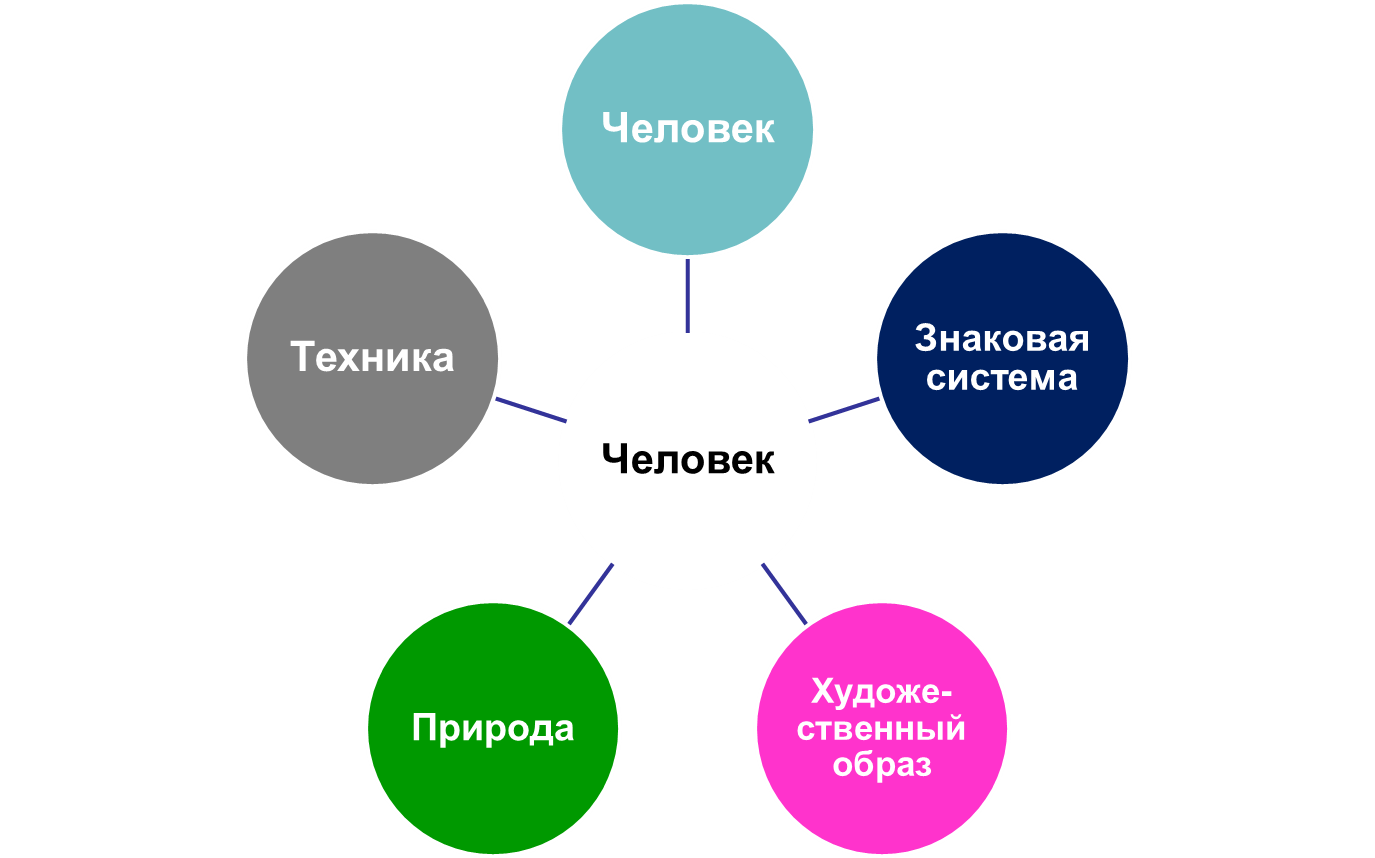 Человек
Техника
Знаковая
система
Человек
Природа
Художе-
ственный
образ